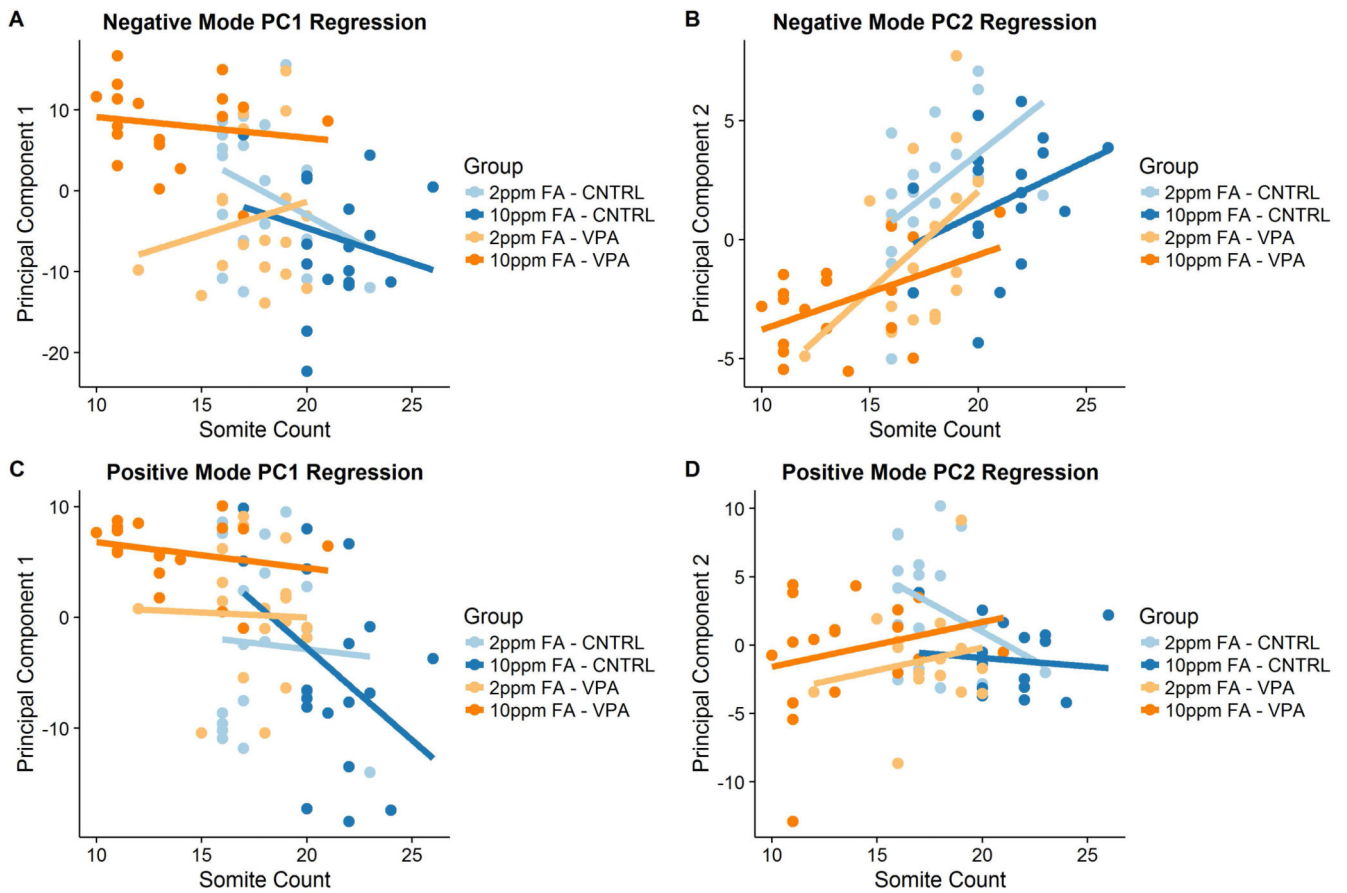 A
Negative Mode PC1 Regression
Principal Component 1
10
0
-10
-20
10
15
20
25
Somite Count
Group
2ppm FA - CNTRL
10ppm FA - CNTRL
2ppm FA - VPA
10ppm FA - VPA
B
Negative Mode PC2 Regression
Principal Component 2
5
0
-5
10
15
20
25
Somite Count
Group
2ppm FA - CNTRL
10ppm FA - CNTRL
2ppm FA - VPA
10ppm FA - VPA
C
Positive Mode PC1 Regression
Principal Component 1
10
0
-10
10
15
20
25
Somite Count
Group
2ppm FA - CNTRL
10ppm FA - CNTRL
2ppm FA - VPA
10ppm FA - VPA
D
Positive Mode PC2 Regression
Principal Component 2
10
5
0
-5
-10
10
15
20
25
Somite Count
Group
2ppm FA - CNTRL
10ppm FA - CNTRL
2ppm FA - VPA
10ppm FA - VPA